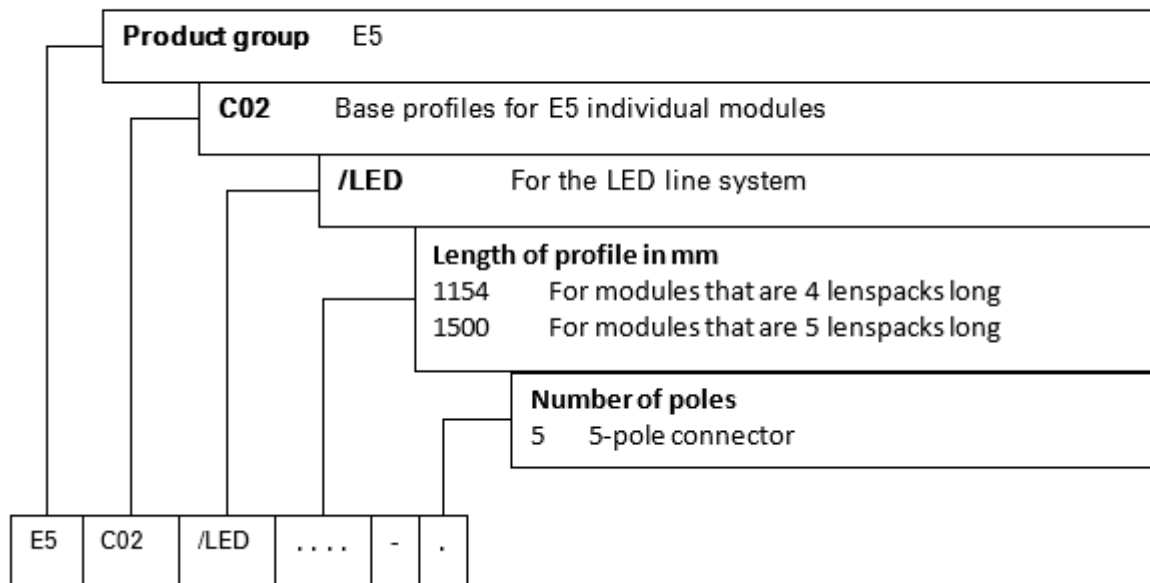 Product group E5
C02 Base profiles for E5 individual modules
/LED For the LED line system
Length of profile in mm
1154 For modules that are 4 lenspacks long
1500 For modules that are 5 lenspacks long
Number of poles
5 5-pole connector
E5 C02 /LED .... - .